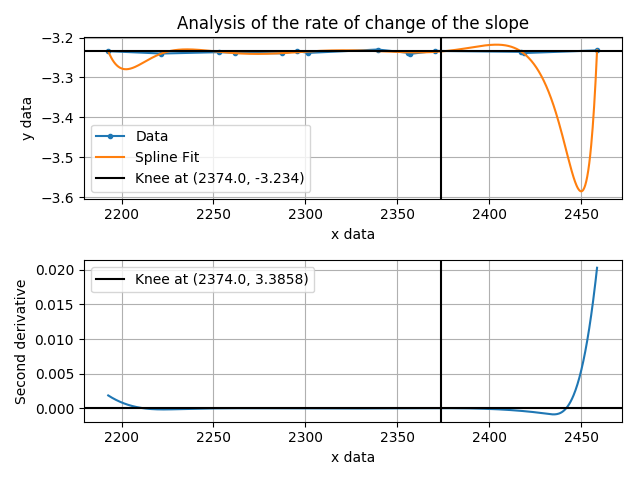 Analysis of the rate of change of the slope
−3.2
−3.3
−3.4
−3.5
−3.6
y data
Data
Spline Fit
Knee at (2374.0, -3.234)
2200 2250 2300 2350 2400 2450
x data
0.020
0.015
0.010
0.005
0.000
Second derivative
Knee at (2374.0, 3.3858)
2200 2250 2300 2350 2400 2450
x data